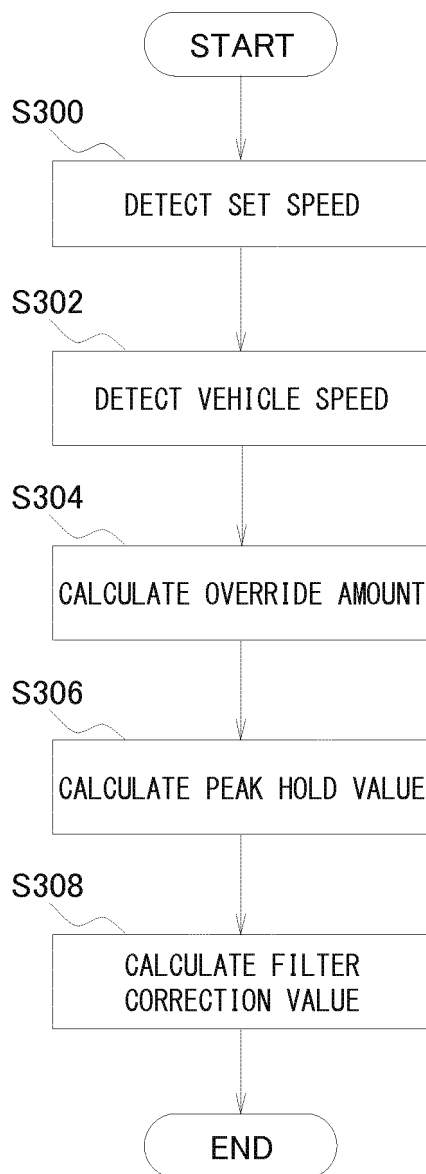 START
S300
DETECT SET SPEED
S302
DETECT VEHICLE SPEED
S304
CALCULATE OVERRIDE AMOUNT
S306
CALCULATE PEAK HOLD VALUE
S308
CALCULATE FILTER
CORRECTION VALUE
END